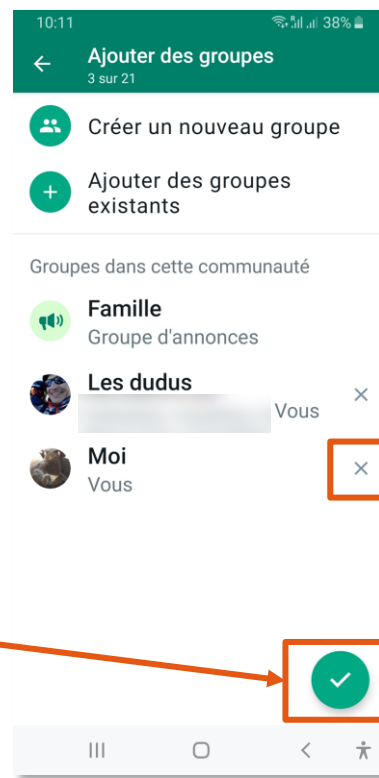 10:11 38%
Ajouter des groupes
3 sur 21
Créer un nouveau groupe
Ajouter des groupes
existants
Groupes dans cette communauté
Famille
Groupe d'annonces
Les dudus
Vous
Moi
Vous